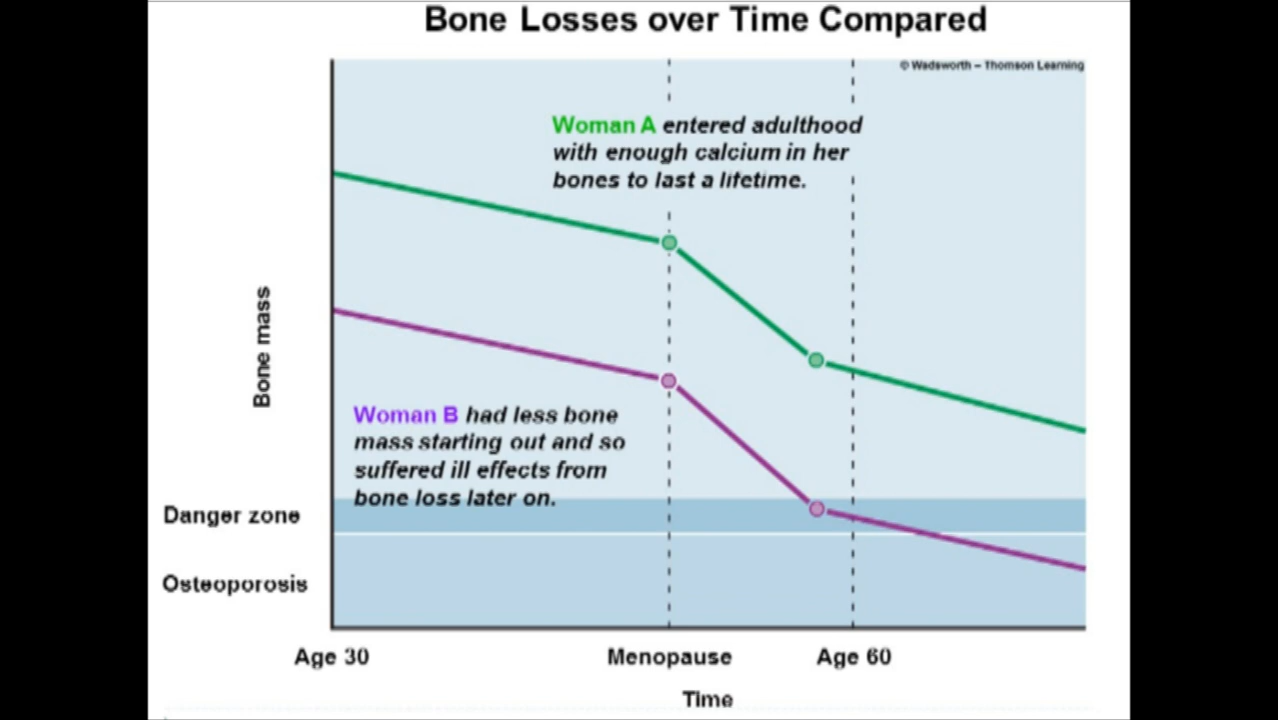 Bone Losses over Time Compared
© Wadsworth – Thomson Learning
Woman A entered adulthood
with enough calcium in her
bones to last a lifetime.
Bone mass
Woman B had less bone
mass starting out and so
suffered ill effects from
bone loss later on.
Danger zone
Osteoporosis
Age 30
Menopause
Age 60
Time